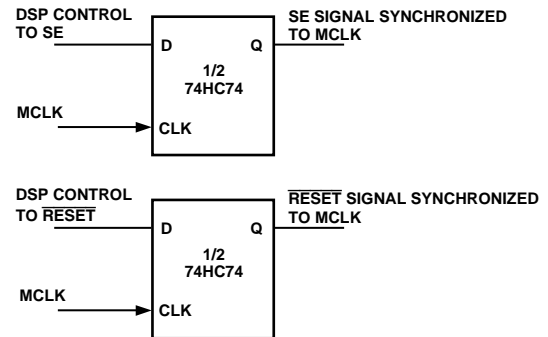 DSP CONTROL
TO SE
SE SIGNAL SYNCHRONIZED
TO MCLK
D
Q
1/2
74HC74
MCLK
CLK
DSP CONTROL
TO RESET
RESET SIGNAL SYNCHRONIZED
TO MCLK
D
Q
1/2
74HC74
MCLK
CLK